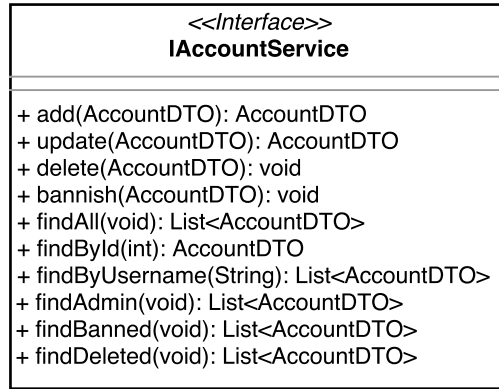 <<Interface>>
IAccountService
+ add(AccountDTO): AccountDTO
+ update(AccountDTO): AccountDTO
+ delete(AccountDTO): void
+ bannish(AccountDTO): void
+ findAll(void): List<AccountDTO>
+ findById(int): AccountDTO
+ findByUsername(String): List<AccountDTO>
+ findAdmin(void): List<AccountDTO>
+ findBanned(void): List<AccountDTO>
+ findDeleted(void): List<AccountDTO>